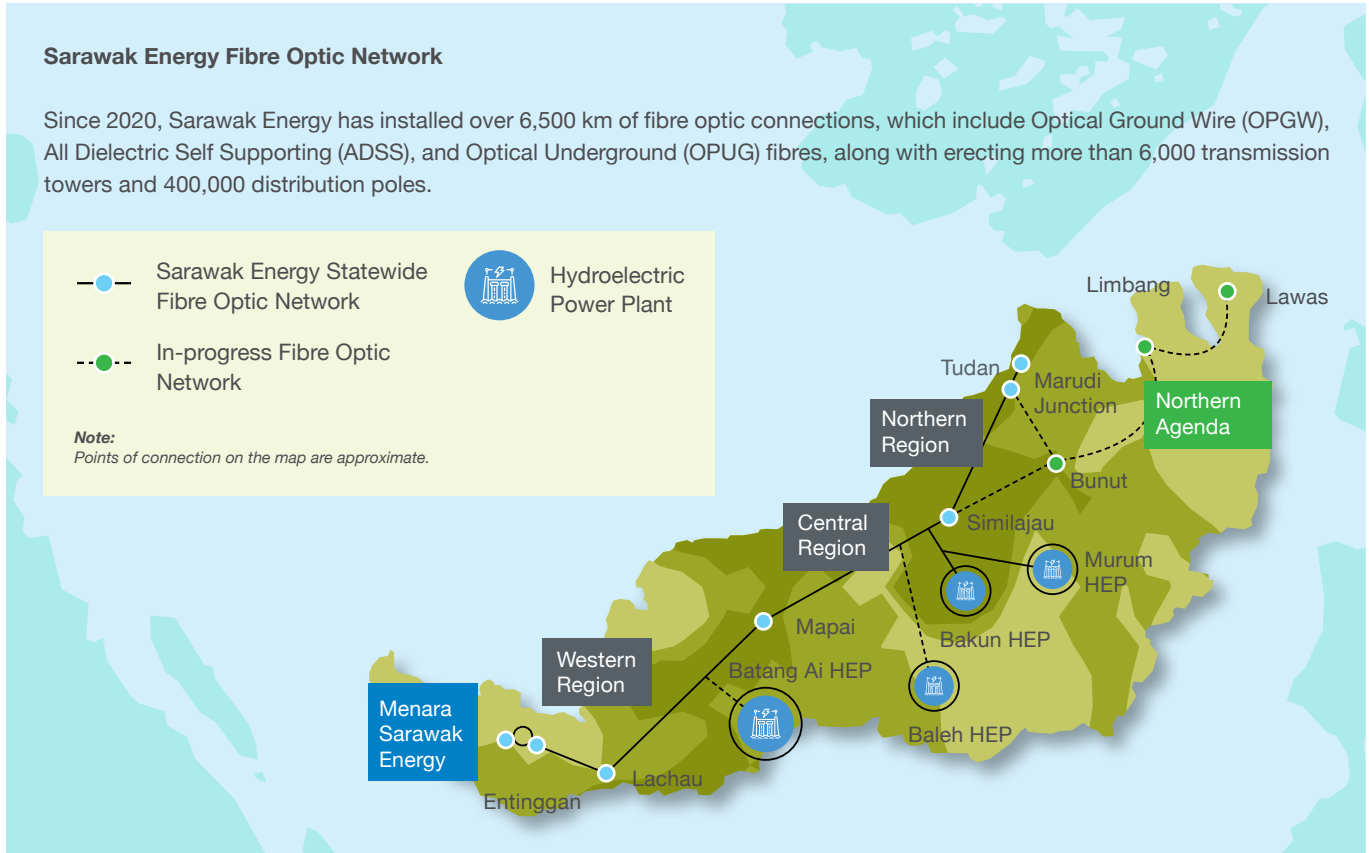 Sarawak Energy Fibre Optic Network
Since 2020, Sarawak Energy has installed over 6,500 km of fibre optic connections, which include Optical Ground Wire (OPGW),
All Dielectric Self Supporting (ADSS), and Optical Underground (OPUG) fibres, along with erecting more than 6,000 transmission
towers and 400,000 distribution poles.
Sarawak Energy Statewide
Fibre Optic Network
Hydroelectric
Power Plant
In-progress Fibre Optic
Network
Note:
Points of connection on the map are approximate.
Limbang
Lawas
Tudan
Marudi
Junction
Northern
Agenda
Northern
Region
Bunut
Central
Region
Similajau
Murum
HEP
Bakun HEP
Mapai
Western
Region
Batang Ai HEP
Baleh HEP
Menara
Sarawak
Energy
Lachau
Entinggan